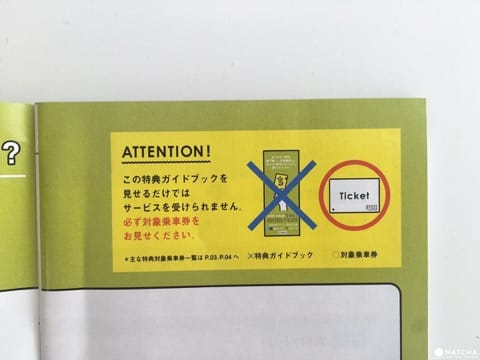 ?
ATTENTION!
この特典ガイドブックを
見せるだけでは
サービスを受けられません。
必ず対象乗車券を
お見せください。
Ticket
*主な特典対象乗車券一覧は P.03, P.04 へ
×特典ガイドブック
○対象乗車券
MATCHA